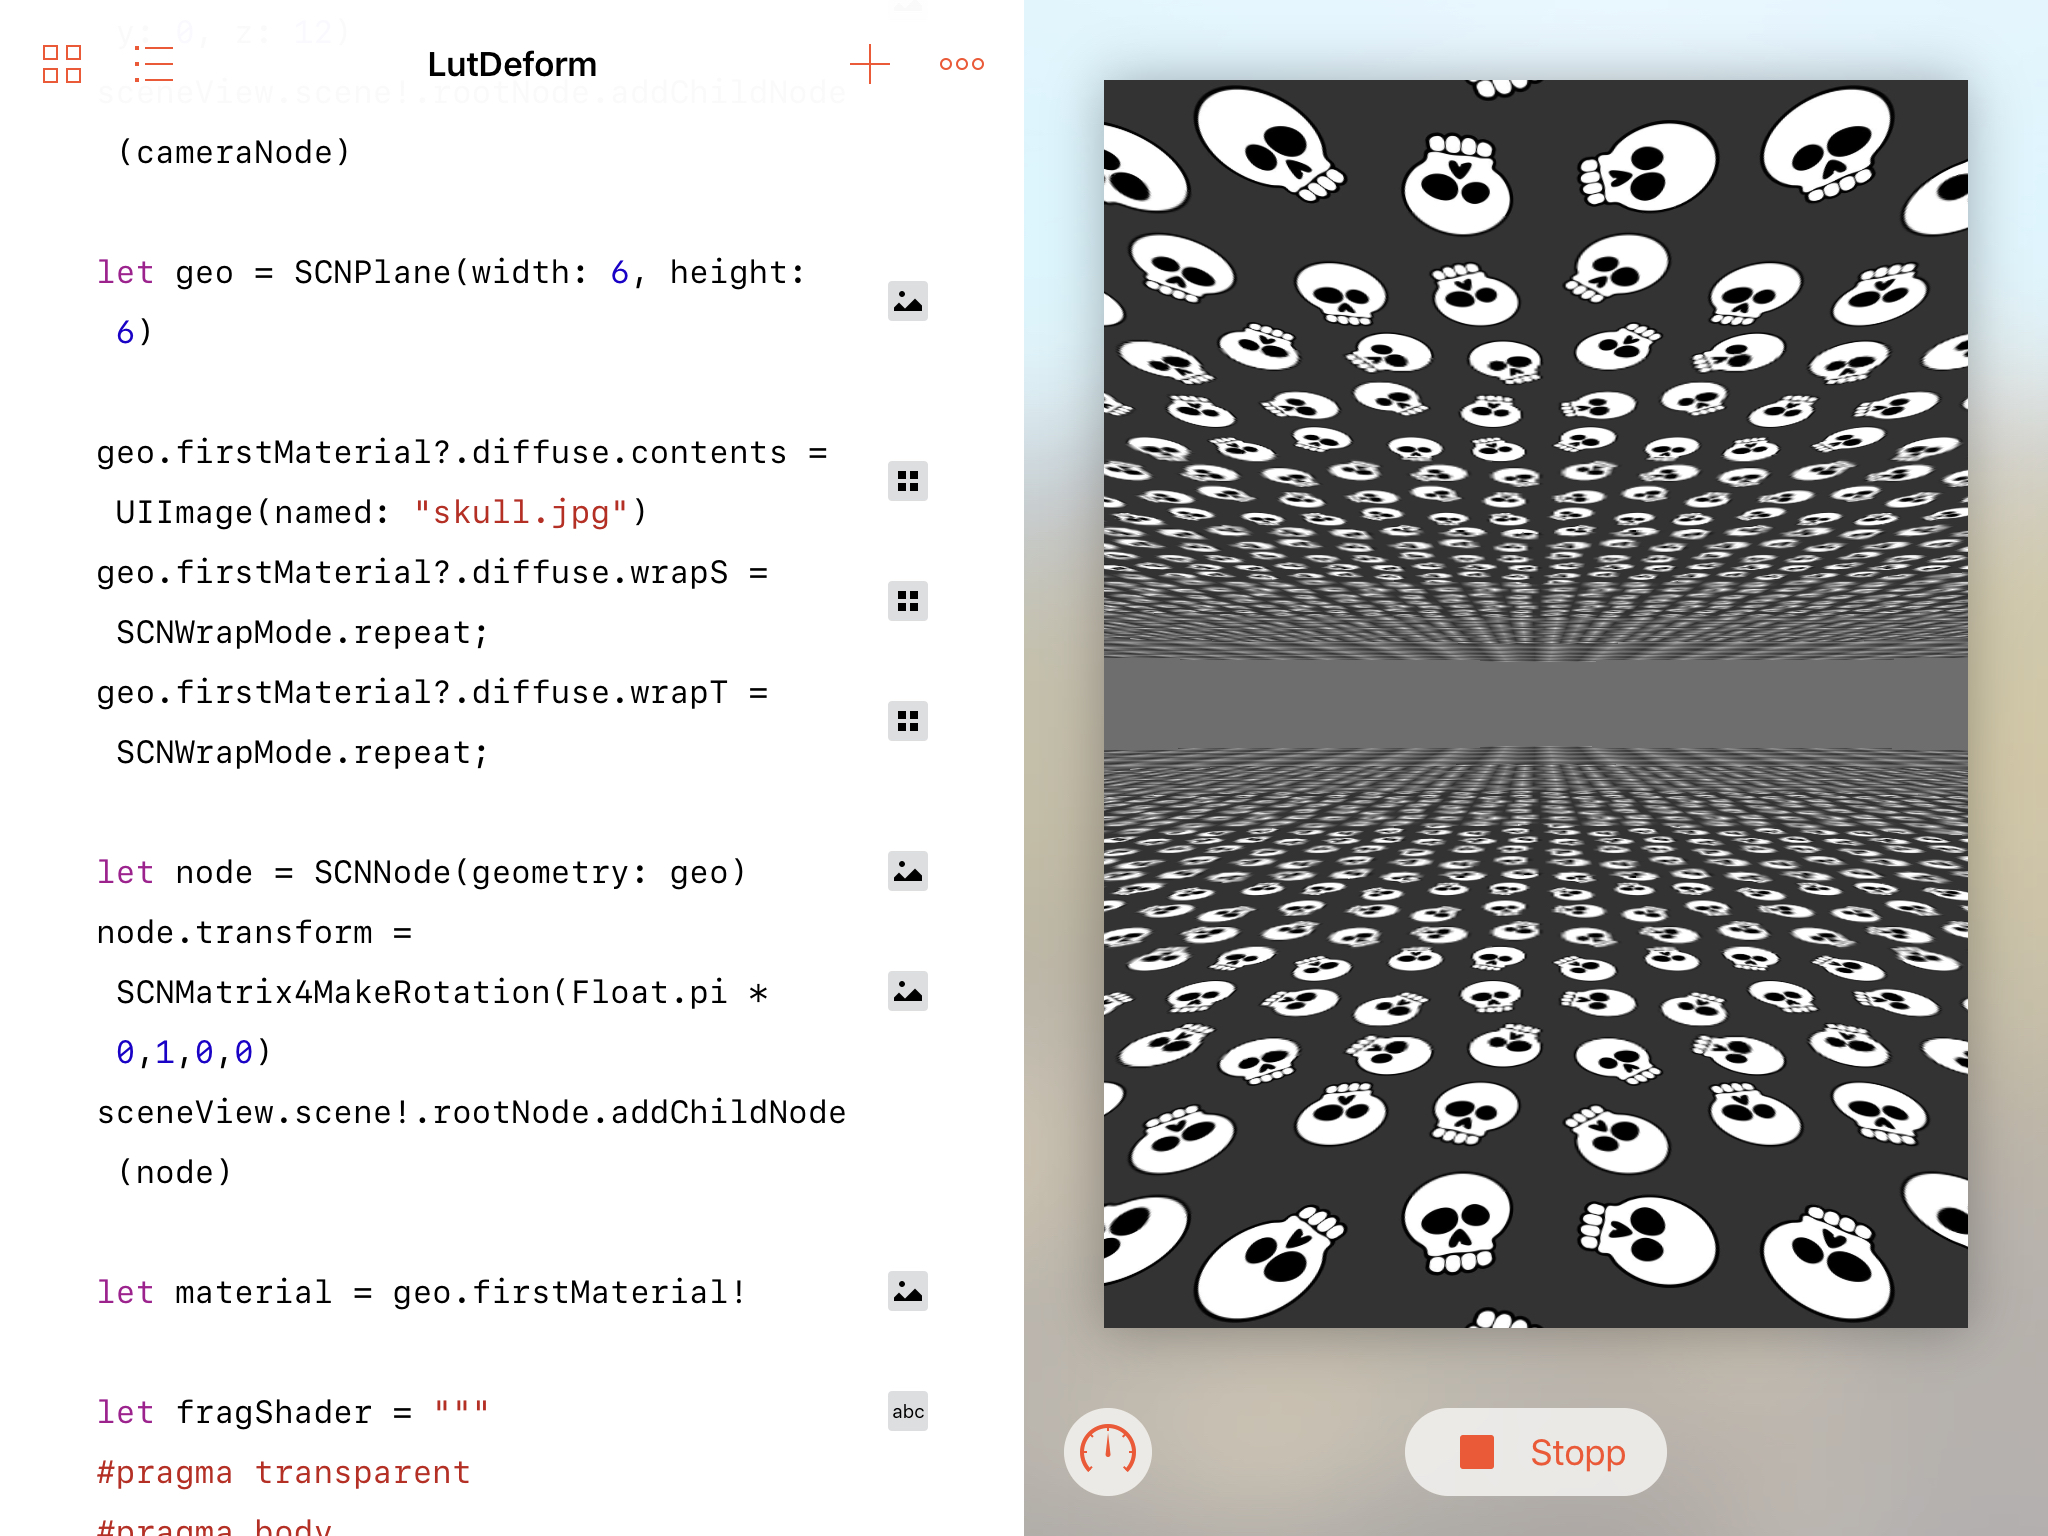 y: 0, z: 12)
LutDeform
sceneView.scene!.rootNode.addChildNode
(cameraNode)
let geo = SCNPlane(width: 6, height:
6)
geo.firstMaterial?.diffuse.contents =
UIImage(named: "skull.jpg")
geo.firstMaterial?.diffuse.wrapS =
SCNWrapMode.repeat;
geo.firstMaterial?.diffuse.wrapT =
SCNWrapMode.repeat;
let node = SCNNode(geometry: geo)
node.transform =
SCNMatrix4MakeRotation(Float.pi *
0,1,0,0)
sceneView.scene!.rootNode.addChildNode
(node)
let material = geo.firstMaterial!
let fragShader = """
abc
#pragma transparent
#pragma body
Stopp